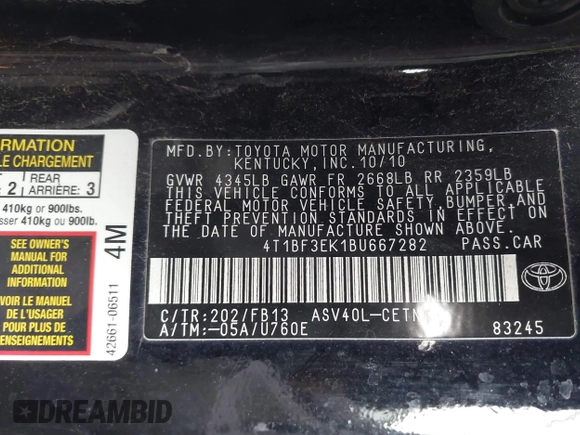 ORMATION
LE CHARGEMENT
2
REAR
ARRIÈRE: 3
410kg or 900lbs.
sser 410kg ou 900lb.
SEE OWNER'S
MANUAL FOR
ADDITIONAL
INFORMATION
VOIR LE MANUEL
DE L'USAGER
POUR PLUS DE
RENSEIGNEMENTS
4M
42661-06511
MFD.BY:TOYOTA MOTOR MANUFACTURING,
KENTUCKY, INC.10/10
GVWR 4345LB GAWR FR 2668LB RR 2359LB
THIS VEHICLE CONFORMS TO ALL APPLICABLE
FEDERAL MOTOR VEHICLE SAFETY, BUMPER, AND
THEFT PREVENTION STANDARDS IN EFFECT ON
THE DATE OF MANUFACTURE SHOWN ABOVE.
4T1BF3EK1BU667282 PASS.CAR
C/TR:202/FB13 ASV40L-CETN
A/TM:-05A/U760E 83245
TOYOTA
DREAMBID